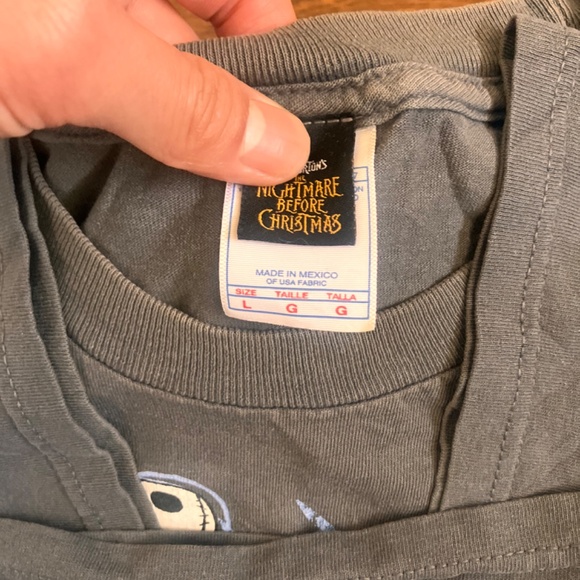 NIGHTMARE
BEFORE
CHRISTMAS
MADE IN MEXICO
OF USA FABRIC
SIZE TAILLE TALLA
L G G